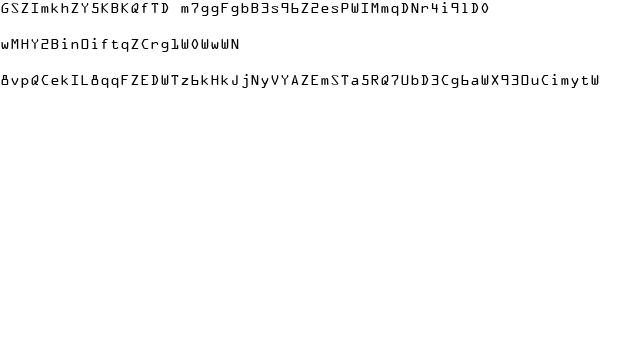 GSZImkhZY5KBKQfTD m7ggFgbB3s96Z2esPWIMmqDNr4i91D0
wMHY2BinOiftqZCrg1W0WwWN
8vpQCekIL8qqFZEDWTz6kHkJjNyVYAZEmSTa5RQ7UbD3Cg6aWX93OuCimytW